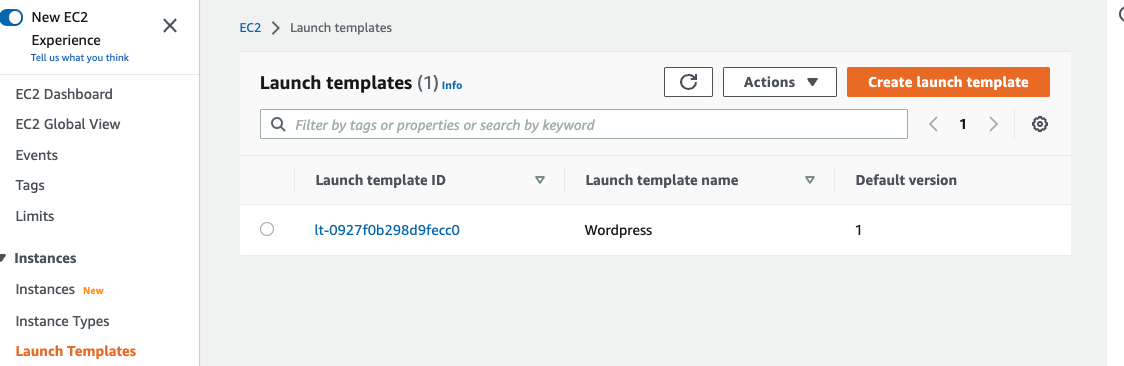 New EC2
Experience
Tell us what you think
EC2 Dashboard
EC2 Global View
Events
Tags
Limits
Instances
Instances New
Instance Types
Launch Templates
EC2 > Launch templates
Launch templates (1) Info
Actions
Create launch template
Filter by tags or properties or search by keyword
1
Launch template ID Launch template name Default version
lt-0927f0b298d9fecc0 Wordpress 1